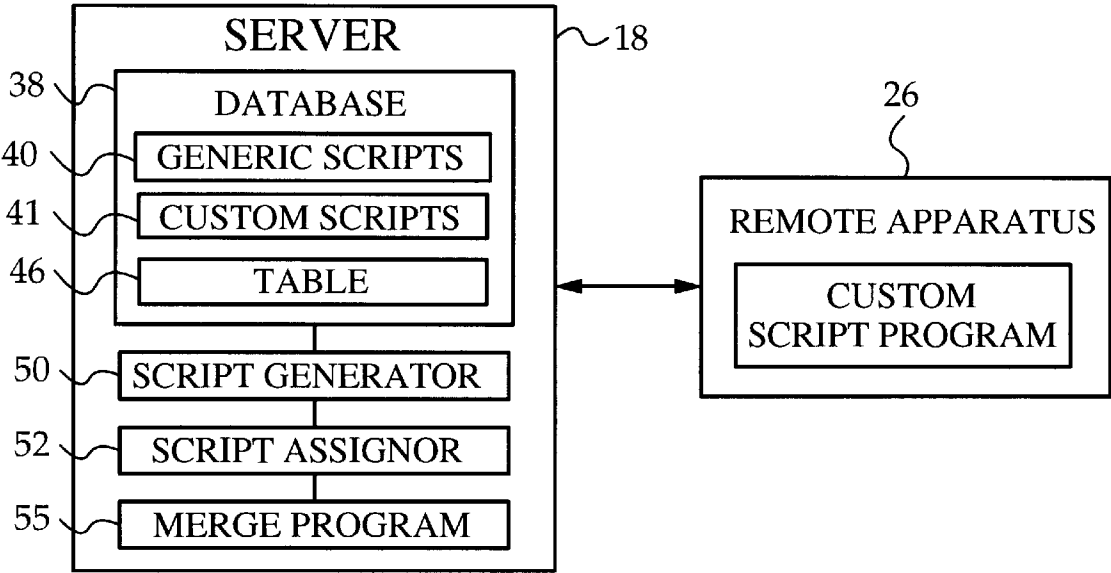 SERVER
18
38
DATABASE
40
GENERIC SCRIPTS
41
CUSTOM SCRIPTS
46
TABLE
50
SCRIPT GENERATOR
52
SCRIPT ASSIGNOR
55
MERGE PROGRAM
26
REMOTE APPARATUS
CUSTOM
SCRIPT PROGRAM